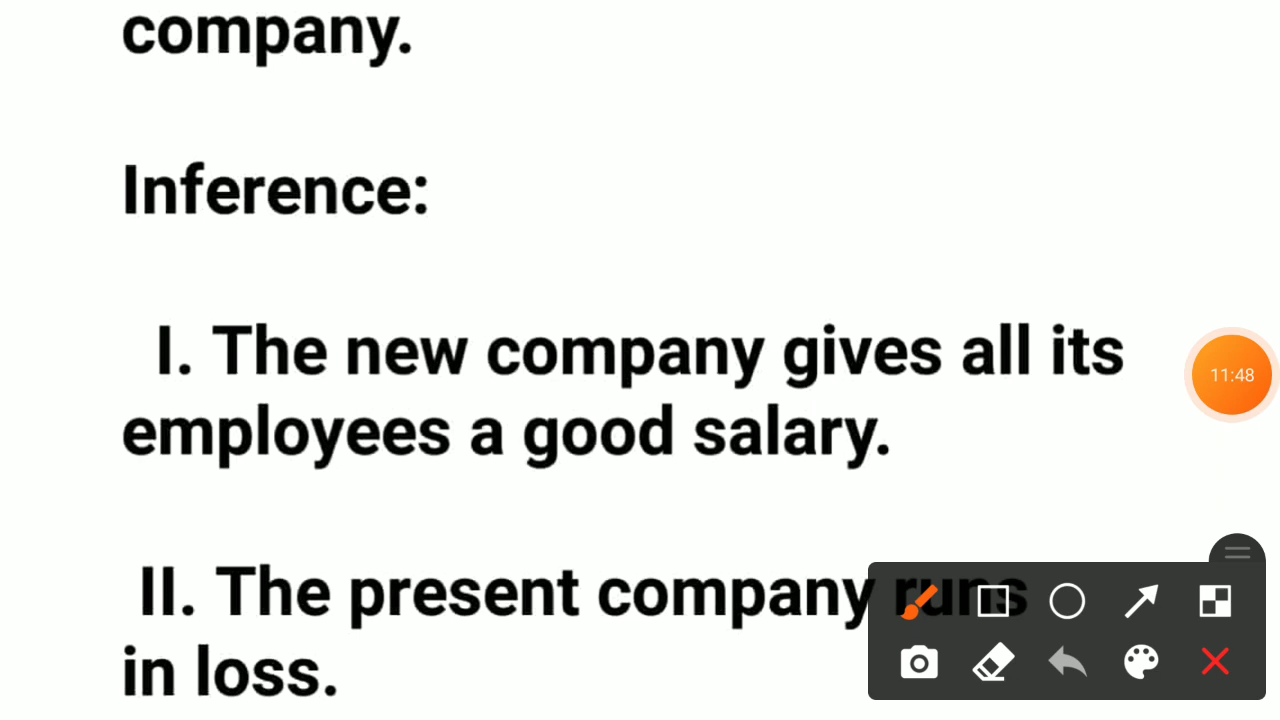 company.
Inference:
I. The new company gives all its
employees a good salary.
II. The present company runs
in loss.
11:48